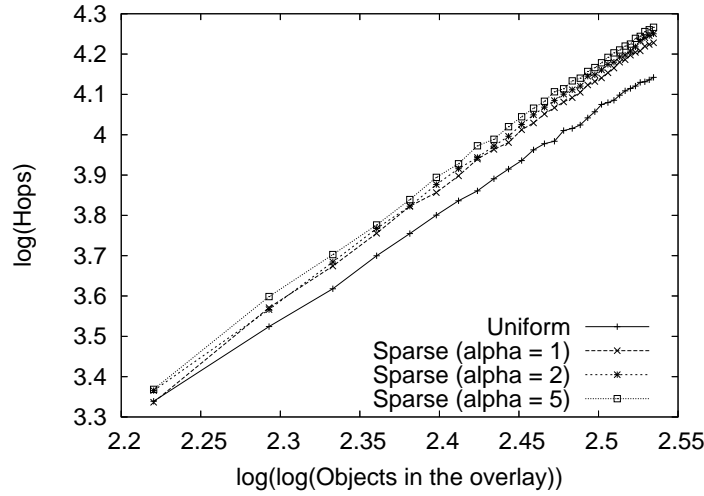 4.3
4.2
4.1
4
3.9
3.8
3.7
3.6
3.5
3.4
3.3
log(Hops)
Uniform
Sparse (alpha = 1)
Sparse (alpha = 2)
Sparse (alpha = 5)
2.2 2.25 2.3 2.35 2.4 2.45 2.5 2.55
log(log(Objects in the overlay))